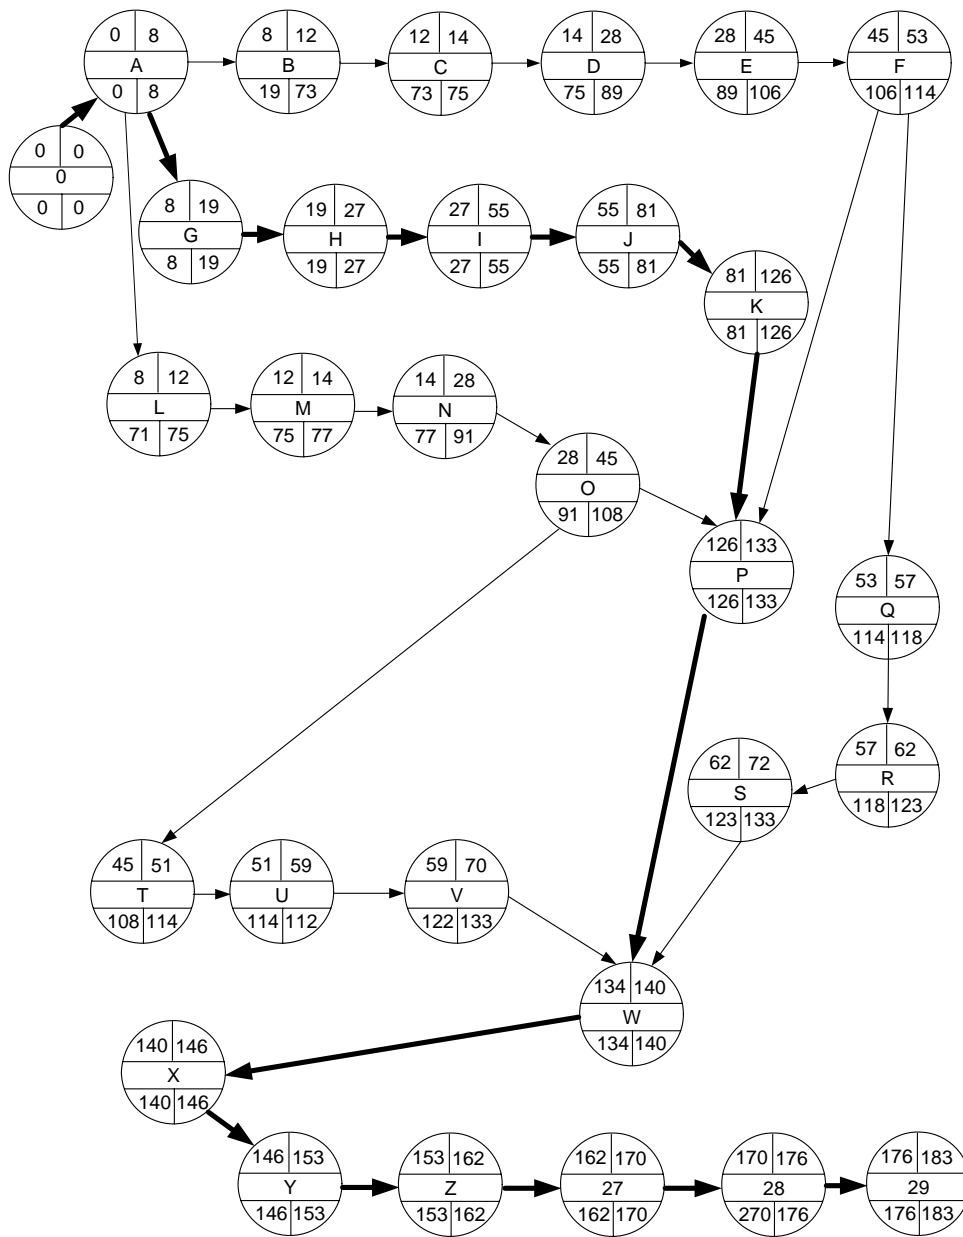 0 8
A
0 8
8 12
B
19 73
12 14
C
73 75
14 28
D
75 89
28 45
E
89 106
45 53
F
106 114
0 0
0
0 0
8 19
G
8 19
19 27
H
19 27
27 55
I
27 55
55 81
J
55 81
81 126
K
81 126
8 12
L
71 75
12 14
M
75 77
14 28
N
77 91
28 45
O
91 108
126 133
P
126 133
53 57
Q
114 118
57 62
R
118 123
62 72
S
123 133
45 51
T
108 114
51 59
U
114 112
59 70
V
122 133
134 140
W
134 140
140 146
X
140 146
146 153
Y
146 153
153 162
Z
153 162
162 170
27
162 170
170 176
28
270 176
176 183
29
176 183